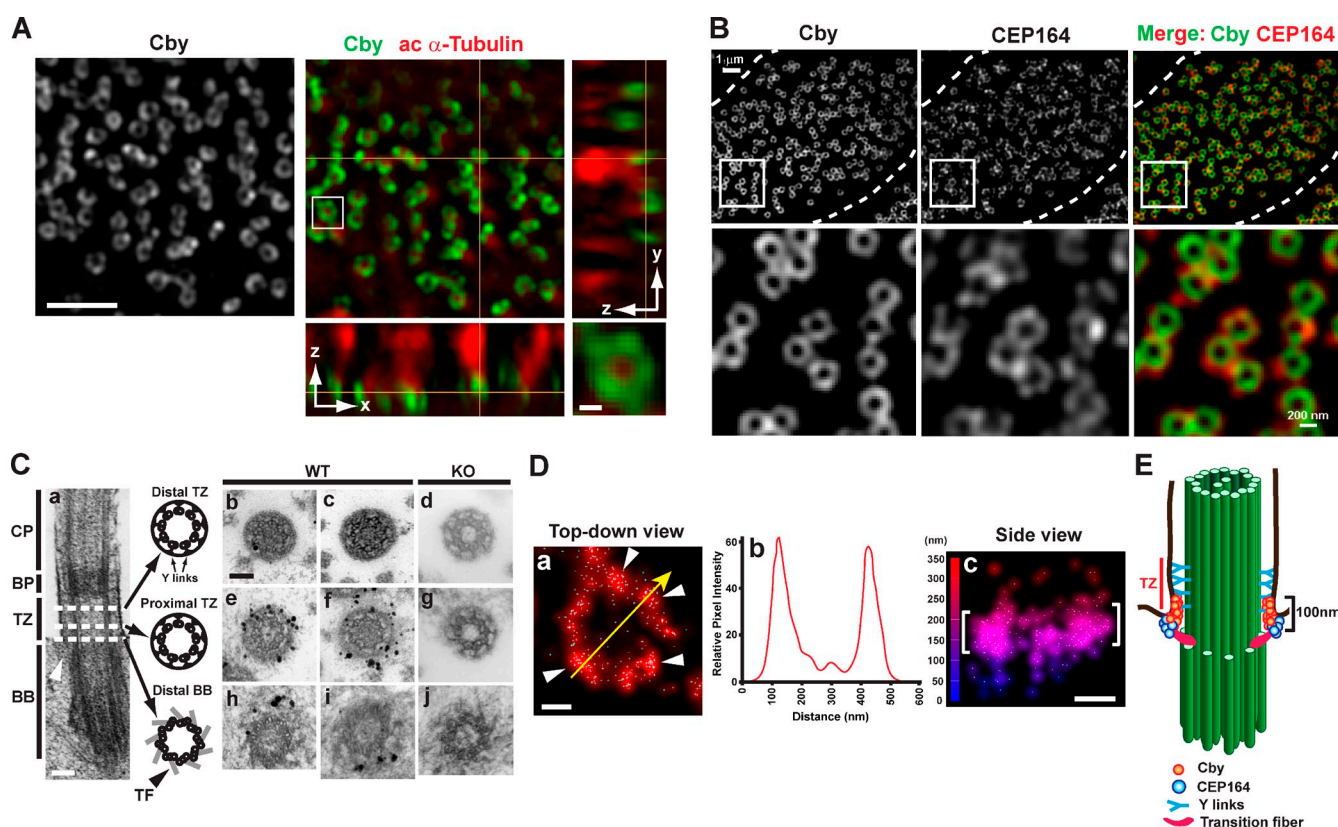 A
Cby
Cby ac α-Tubulin
y
z
z
x
B
Cby
CEP164
Merge: Cby CEP164
1 μm
200 nm
C
WT
KO
a
CP
BP
TZ
BB
Distal TZ
Y links
Proximal TZ
Distal BB
TF
b
c
d
e
f
g
h
i
j
D
Top-down view
a
b
Relative Pixel Intensity
60
40
20
0
0
100
200
300
400
500
600
Distance (nm)
Side view
(nm)
350
300
250
200
150
100
50
0
c
E
TZ
100nm
Cby
CEP164
Y links
Transition fiber